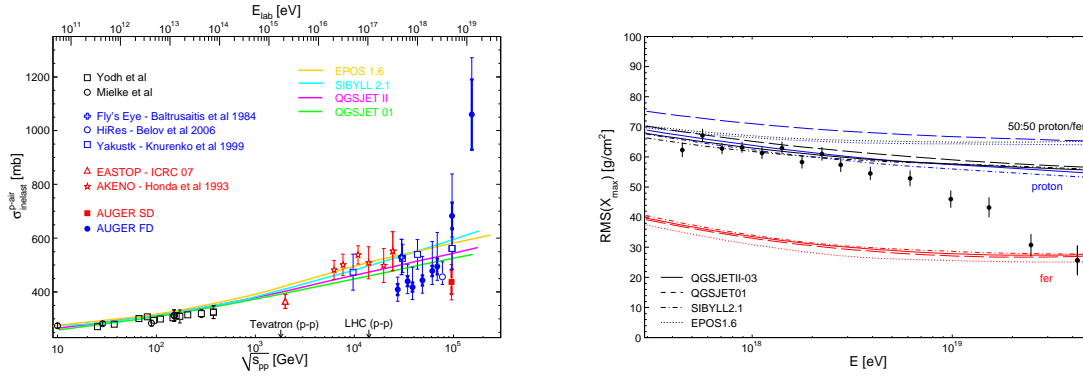 E_lab [eV]
10^11 10^12 10^13 10^14 10^15 10^16 10^17 10^18 10^19
σ^p-air_inelast [mb]
1200
1000
800
600
400
Yodh et al
Mielke et al
Fly's Eye - Baltrusaitis et al 1984
HiRes - Belov et al 2006
Yakustk - Knurenko et al 1999
EASTOP - ICRC 07
AKENO - Honda et al 1993
AUGER SD
AUGER FD
EPOS 1.6
SIBYLL 2.1
QGSJET II
QGSJET 01
Tevatron (p-p)
LHC (p-p)
10 10^2 10^3 10^4 10^5
√s_pp [GeV]
RMS(X_max) [g/cm^2]
100
90
80
70
60
50
40
30
20
10
0
50:50 proton/fer
proton
fer
QGSJETII-03
QGSJET01
SIBYLL2.1
EPOS1.6
10^18 10^19
E [eV]